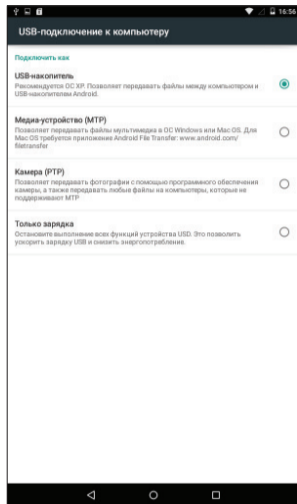 16:56
USB-подключение к компьютеру
Подключить как
USB-накопитель
Рекомендуется ОС XP. Позволяет передавать файлы между компьютером и
USB-накопителем Android.
Медиа-устройство (MTP)
Позволяет передавать файлы мультимедиа в ОС Windows или Mac OS. Для
Mac OS требуется приложение Android File Transfer: www.android.com/
filetransfer
Камера (PTP)
Позволяет передавать фотографии с помощью программного обеспечения
камеры, а также передавать любые файлы на компьютеры, которые не
поддерживают MTP
Только зарядка
Остановите выполнение всех функций устройства USD. Это позволить
ускорить зарядку USB и снизить энергопотребление.